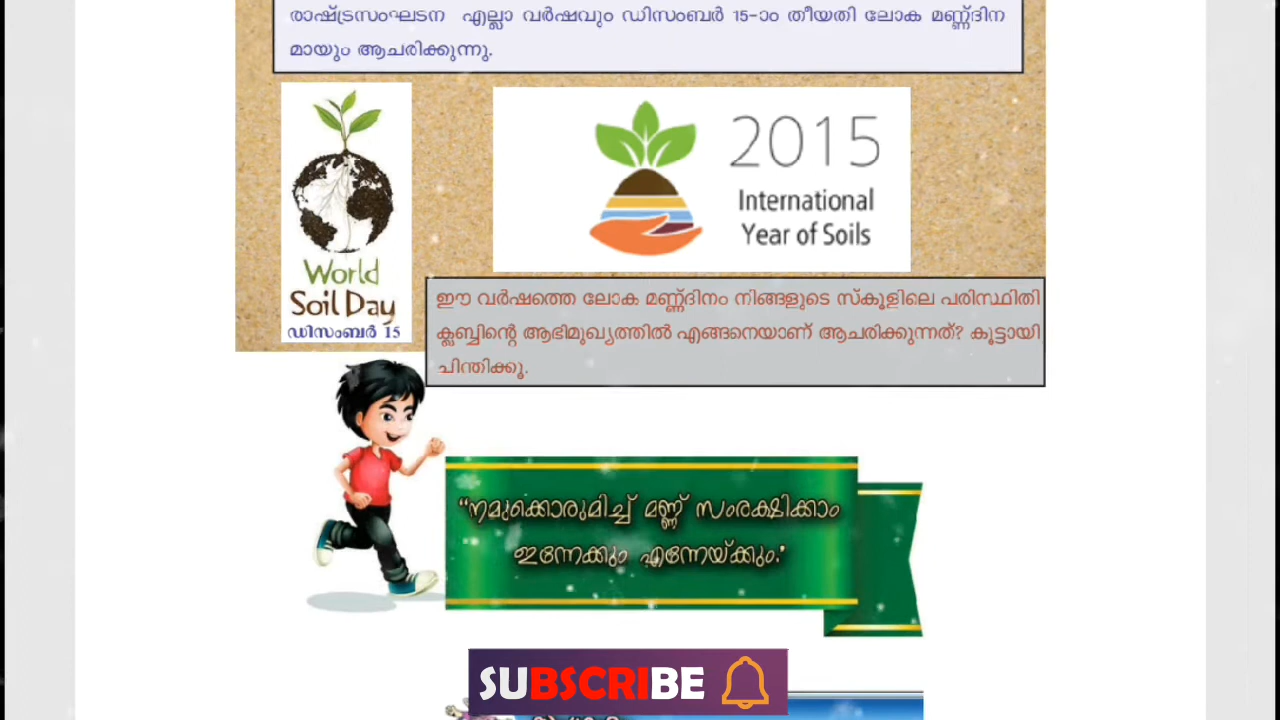 രാഷ്ട്രസംഘടന എല്ലാ വർഷവും ഡിസംബർ 15-ാം തീയതി ലോക മണ്ണ്ദിന
മായും ആചരിക്കുന്നു.
2015
International
Year of Soils
World
Soil Day
ഡിസംബർ 15
ഈ വർഷത്തെ ലോക മണ്ണ്ദിനം നിങ്ങളുടെ സ്കൂളിലെ പരിസ്ഥിതി
ക്ലബ്ബിന്റെ ആഭിമുഖ്യത്തിൽ എങ്ങനെയാണ് ആചരിക്കുന്നത്? കൂട്ടായി
ചിന്തിക്കൂ.
“നമുക്കൊരുമിച്ച് മണ്ണ് സംരക്ഷിക്കാം
ഇന്നേക്കും എന്നേയ്ക്കും.’
SUBSCRIBE